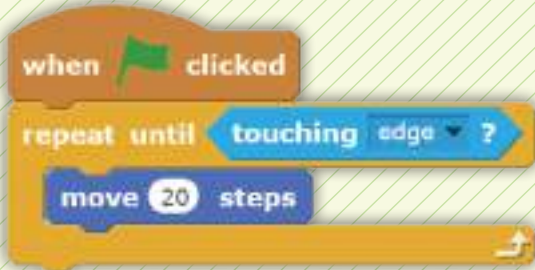 when clicked
repeat until touching edge ?
move 20 steps